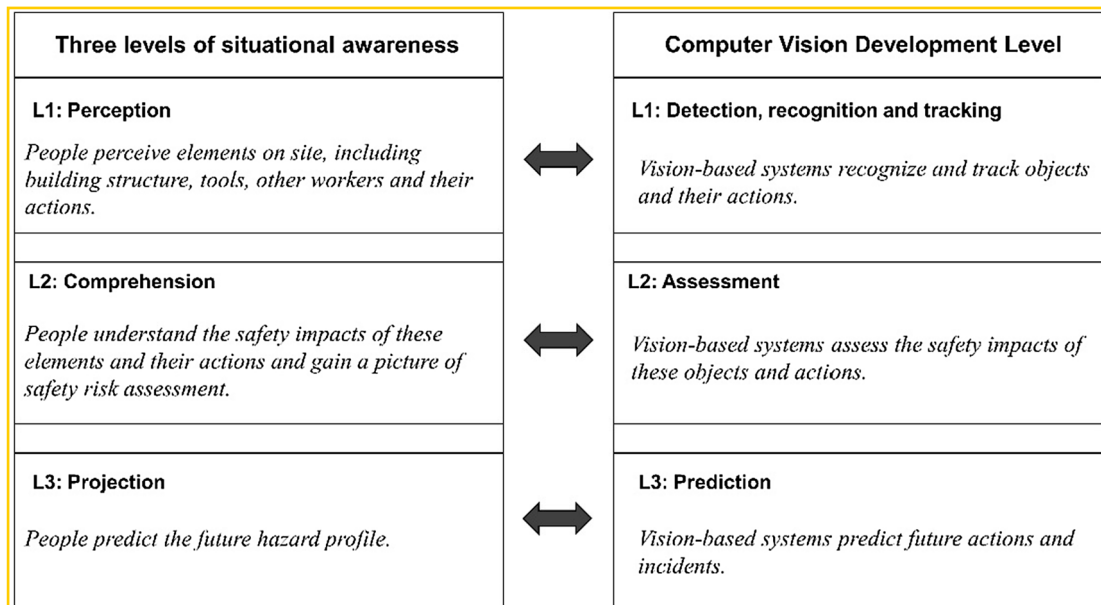 Three levels of situational awareness
L1: Perception
People perceive elements on site, including
building structure, tools, other workers and their
actions.
L2: Comprehension
People understand the safety impacts of these
elements and their actions and gain a picture of
safety risk assessment.
L3: Projection
People predict the future hazard profile.
Computer Vision Development Level
L1: Detection, recognition and tracking
Vision-based systems recognize and track objects
and their actions.
L2: Assessment
Vision-based systems assess the safety impacts of
these objects and actions.
L3: Prediction
Vision-based systems predict future actions and
incidents.